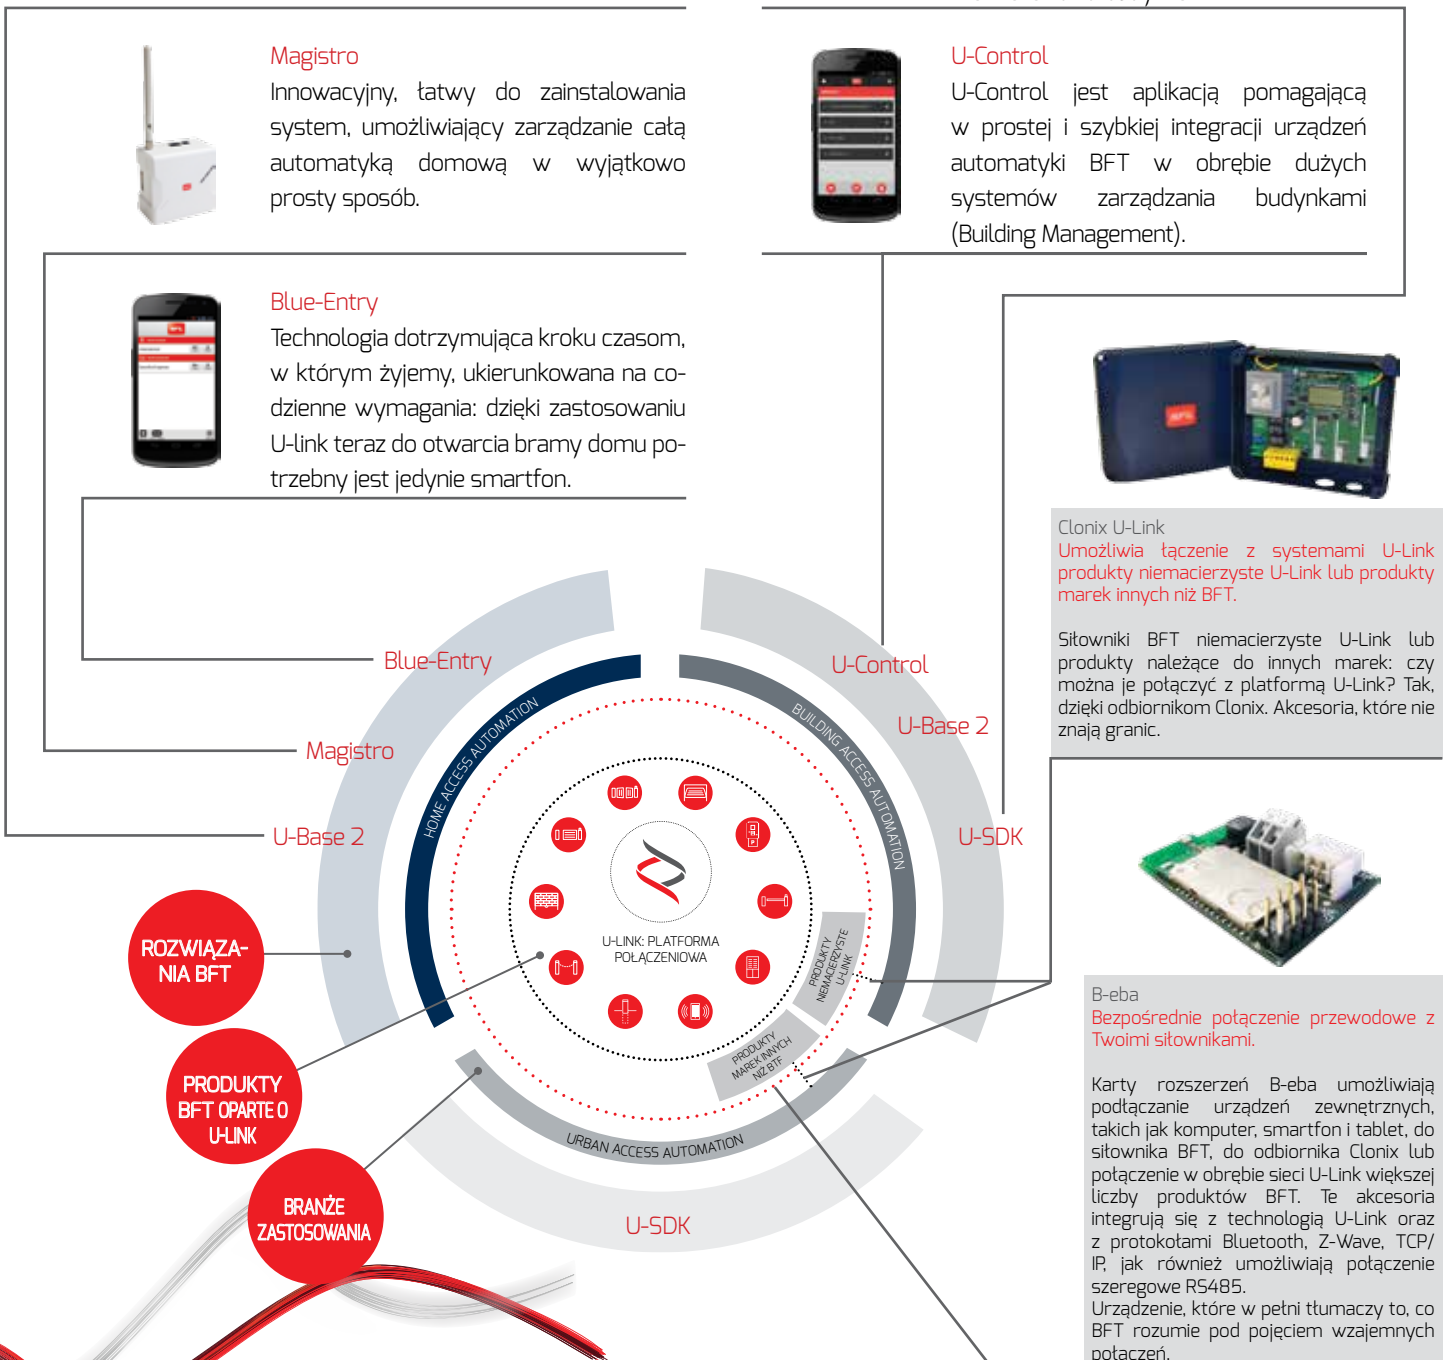 Magistro
Innowacyjny, łatwy do zainstalowania
system, umożliwiający zarządzanie całą
automatyką domową w wyjątkowo
prosty sposób.
U-Control
U-Control jest aplikacją pomagającą
w prostej i szybkiej integracji urządzeń
automatyki BFT w obrębie dużych
systemów zarządzania budynkami
(Building Management).
Blue-Entry
Technologia dotrzymująca kroku czasom,
w którym żyjemy, ukierunkowana na co-
dzienne wymagania: dzięki zastosowaniu
U-link teraz do otwarcia bramy domu po-
trzebny jest jedynie smartfon.
Clonix U-Link
Umożliwia łączenie z systemami U-Link
produkty niemacierzyste U-Link lub produkty
marek innych niż BFT.
Siłowniki BFT niemacierzyste U-Link lub
produkty należące do innych marek: czy
można je połączyć z platformą U-Link? Tak,
dzięki odbiornikom Clonix. Akcesoria, które nie
znają granic.
Blue-Entry
Magistro
U-Base 2
U-Control
U-Base 2
U-SDK
HOME ACCESS AUTOMATION
BUILDING ACCESS AUTOMATION
U-LINK: PLATFORMA
POŁĄCZENIOWA
PRODUKTY
NIEMACIERZYSTE
U-LINK
PRODUKTY
MAREK INNYCH
NIŻ BTF
URBAN ACCESS AUTOMATION
U-SDK
ROZWIĄZA-
NIA BFT
PRODUKTY
BFT OPARTE O
U-LINK
BRANŻE
ZASTOSOWANIA
B-eba
Bezpośrednie połączenie przewodowe z
Twoimi siłownikami.
Karty rozszerzeń B-eba umożliwiają
podłączanie urządzeń zewnętrznych,
takich jak komputer, smartfon i tablet, do
siłownika BFT, do odbiornika Clonix lub
połączenie w obrębie sieci U-Link większej
liczby produktów BFT. Te akcesoria
integrują się z technologią U-Link oraz
z protokołami Bluetooth, Z-Wave, TCP/
IP, jak również umożliwiają połączenie
szeregowe RS485.
Urządzenie, które w pełni tłumaczy to, co
BFT rozumie pod pojęciem wzajemnych
połączeń.